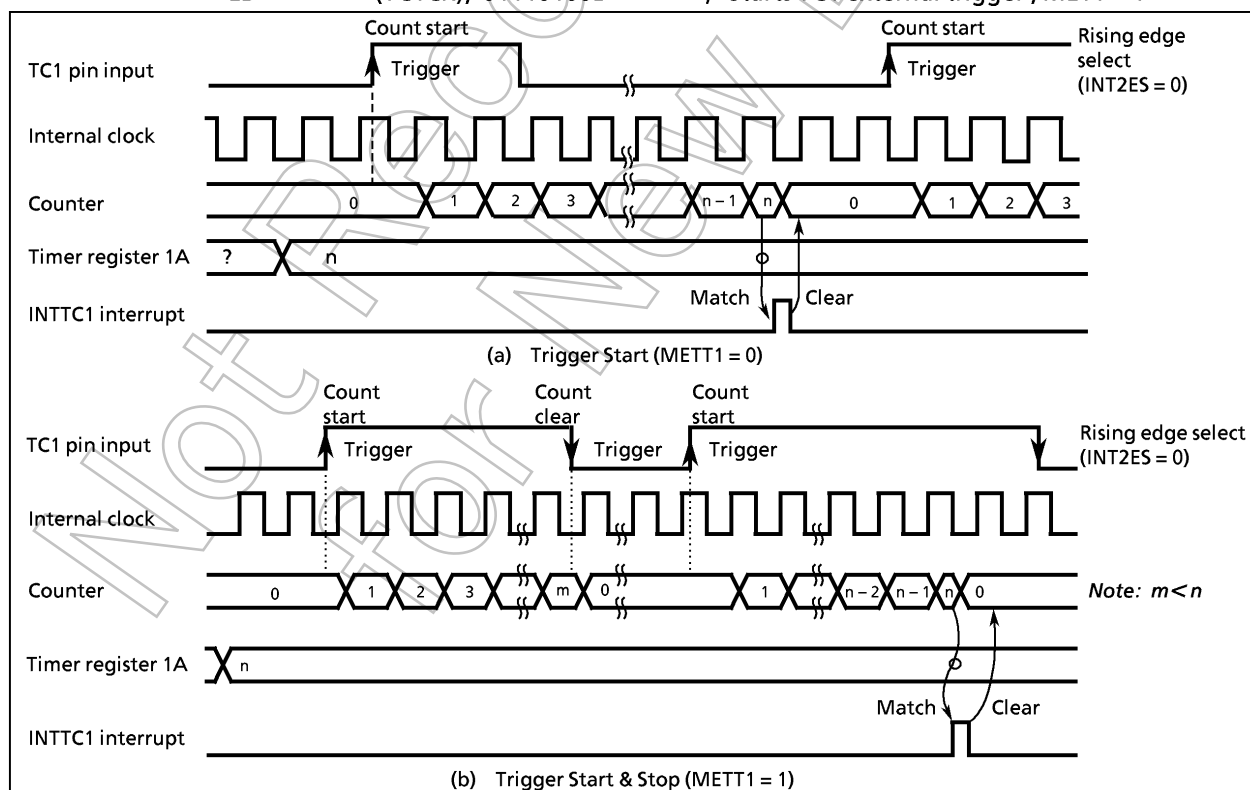 Count start
Count start
TC1 pin input
Trigger
Trigger
Rising edge
select
(INT2ES = 0)
Internal clock
Counter
0 1 2 3 n – 1 n 0 1 2 3
Timer register 1A
? n
Match
Clear
INTTC1 interrupt
(a) Trigger Start (METT1 = 0)
Count
start
Count
clear
Count
start
TC1 pin input
Trigger
Trigger
Trigger
Rising edge select
(INT2ES = 0)
Internal clock
Counter
0 1 2 3 m 0 1 n – 2 n – 1 n 0
Note: m < n
Timer register 1A
n
Match
Clear
INTTC1 interrupt
(b) Trigger Start & Stop (METT1 = 1)
Not Reco
for New